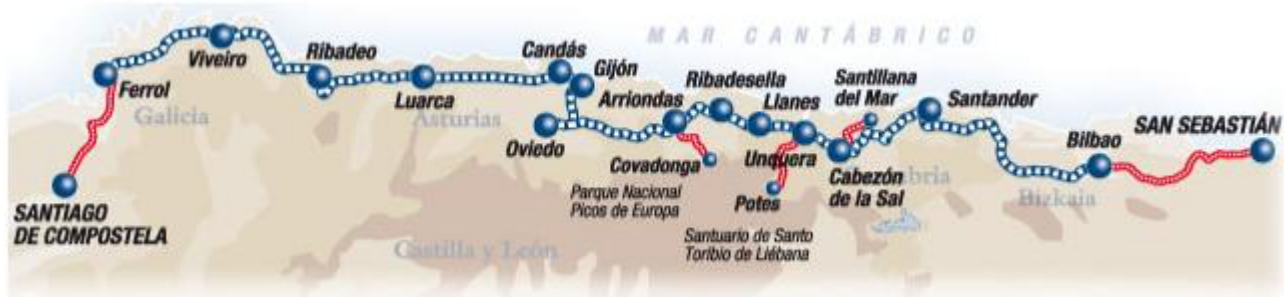 MAR CANTÁBRICO
Viveiro
Ribadeo
Candás
Gijón
Ferrol
Luarca
Arriondas
Ribadesella
Llanes
Santillana
del Mar
Santander
Galicia
Asturias
Oviedo
Covadonga
Unquera
Cabezón
de la Sal
Bilbao
SAN SEBASTIÁN
Parque Nacional
Picos de Europa
Potes
bria
Bizkaia
SANTIAGO
DE COMPOSTELA
Santuario de Santo
Toribio de Liébana
Castilla y León